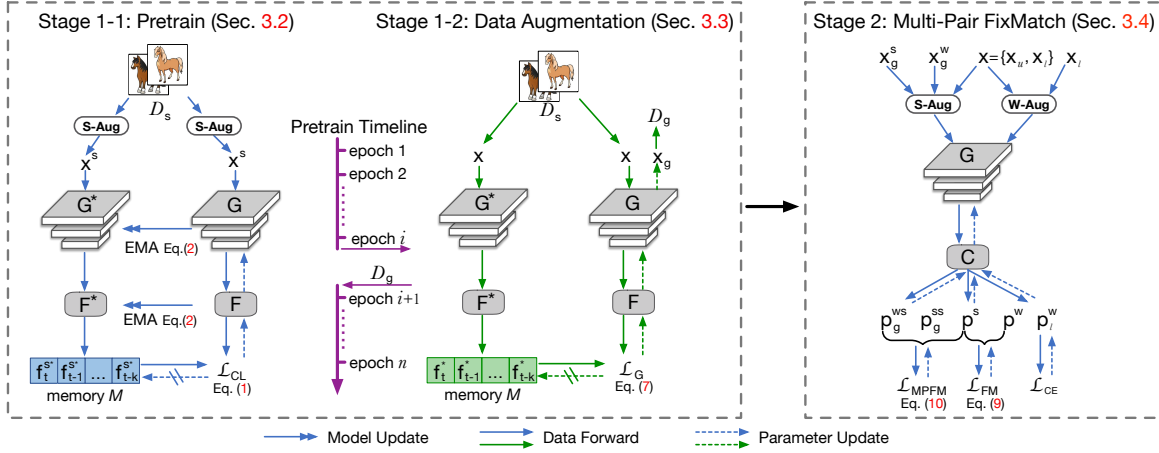 Stage 1-1: Pretrain (Sec. 3.2)
Stage 1-2: Data Augmentation (Sec. 3.3)
Stage 2: Multi-Pair FixMatch (Sec. 3.4)
D_s
S-Aug
S-Aug
x^s
x^s
G*
G
EMA Eq.(2)
F*
F
EMA Eq.(2)
f_t^{s*} f_{t-1}^{s*} ... f_{t-k}^{s*}
memory M
ℒ_CL
Eq. (1)
Pretrain Timeline
epoch 1
epoch 2
epoch i
D_g
epoch i+1
epoch n
D_s
D_g
x
x
x_g
G*
G
F*
F
f_t^* f_{t-1}^* ... f_{t-k}^*
memory M
ℒ_G
Eq. (7)
x_g^s x_g^w x={x_u, x_l} x_l
S-Aug
W-Aug
G
C
p_g^{ws} p_g^{ss} p^s p^w p_l^w
ℒ_MPFM
Eq. (10)
ℒ_FM
Eq. (9)
ℒ_CE
Model Update
Data Forward
Parameter Update